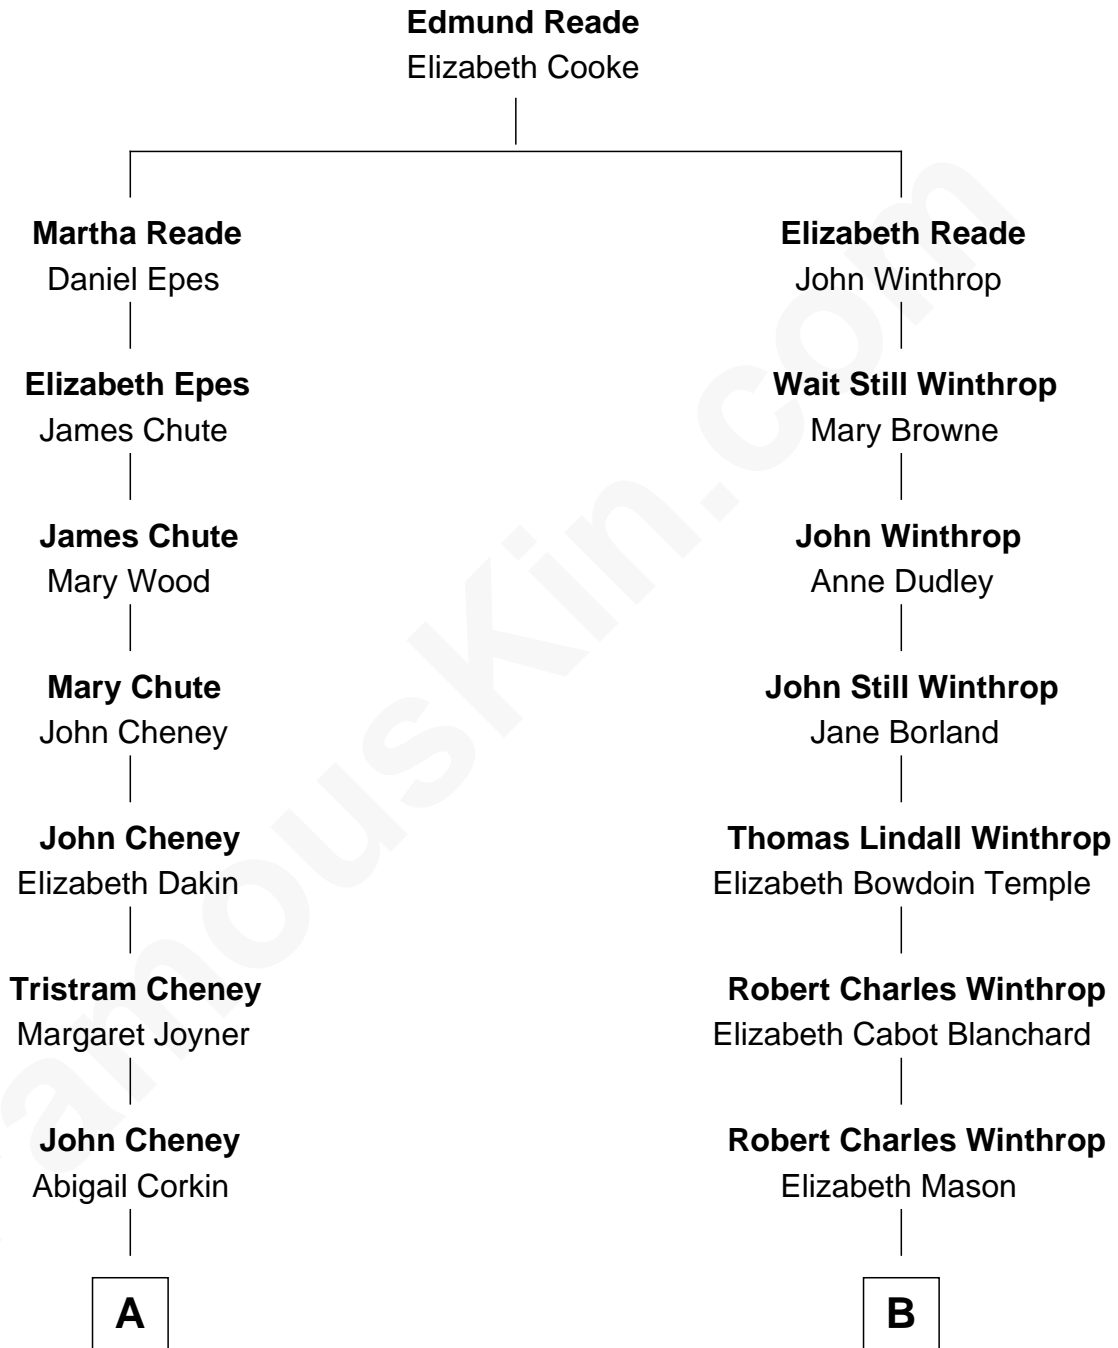 Edmund Reade
Elizabeth Cooke
Martha Reade
Daniel Epes
Elizabeth Reade
John Winthrop
Elizabeth Epes
James Chute
Wait Still Winthrop
Mary Browne
James Chute
Mary Wood
John Winthrop
Anne Dudley
Mary Chute
John Cheney
John Still Winthrop
Jane Borland
John Cheney
Elizabeth Dakin
Thomas Lindall Winthrop
Elizabeth Bowdoin Temple
Tristram Cheney
Margaret Joyner
Robert Charles Winthrop
Elizabeth Cabot Blanchard
John Cheney
Abigail Corkin
Robert Charles Winthrop
Elizabeth Mason
A
B
amousKin.com